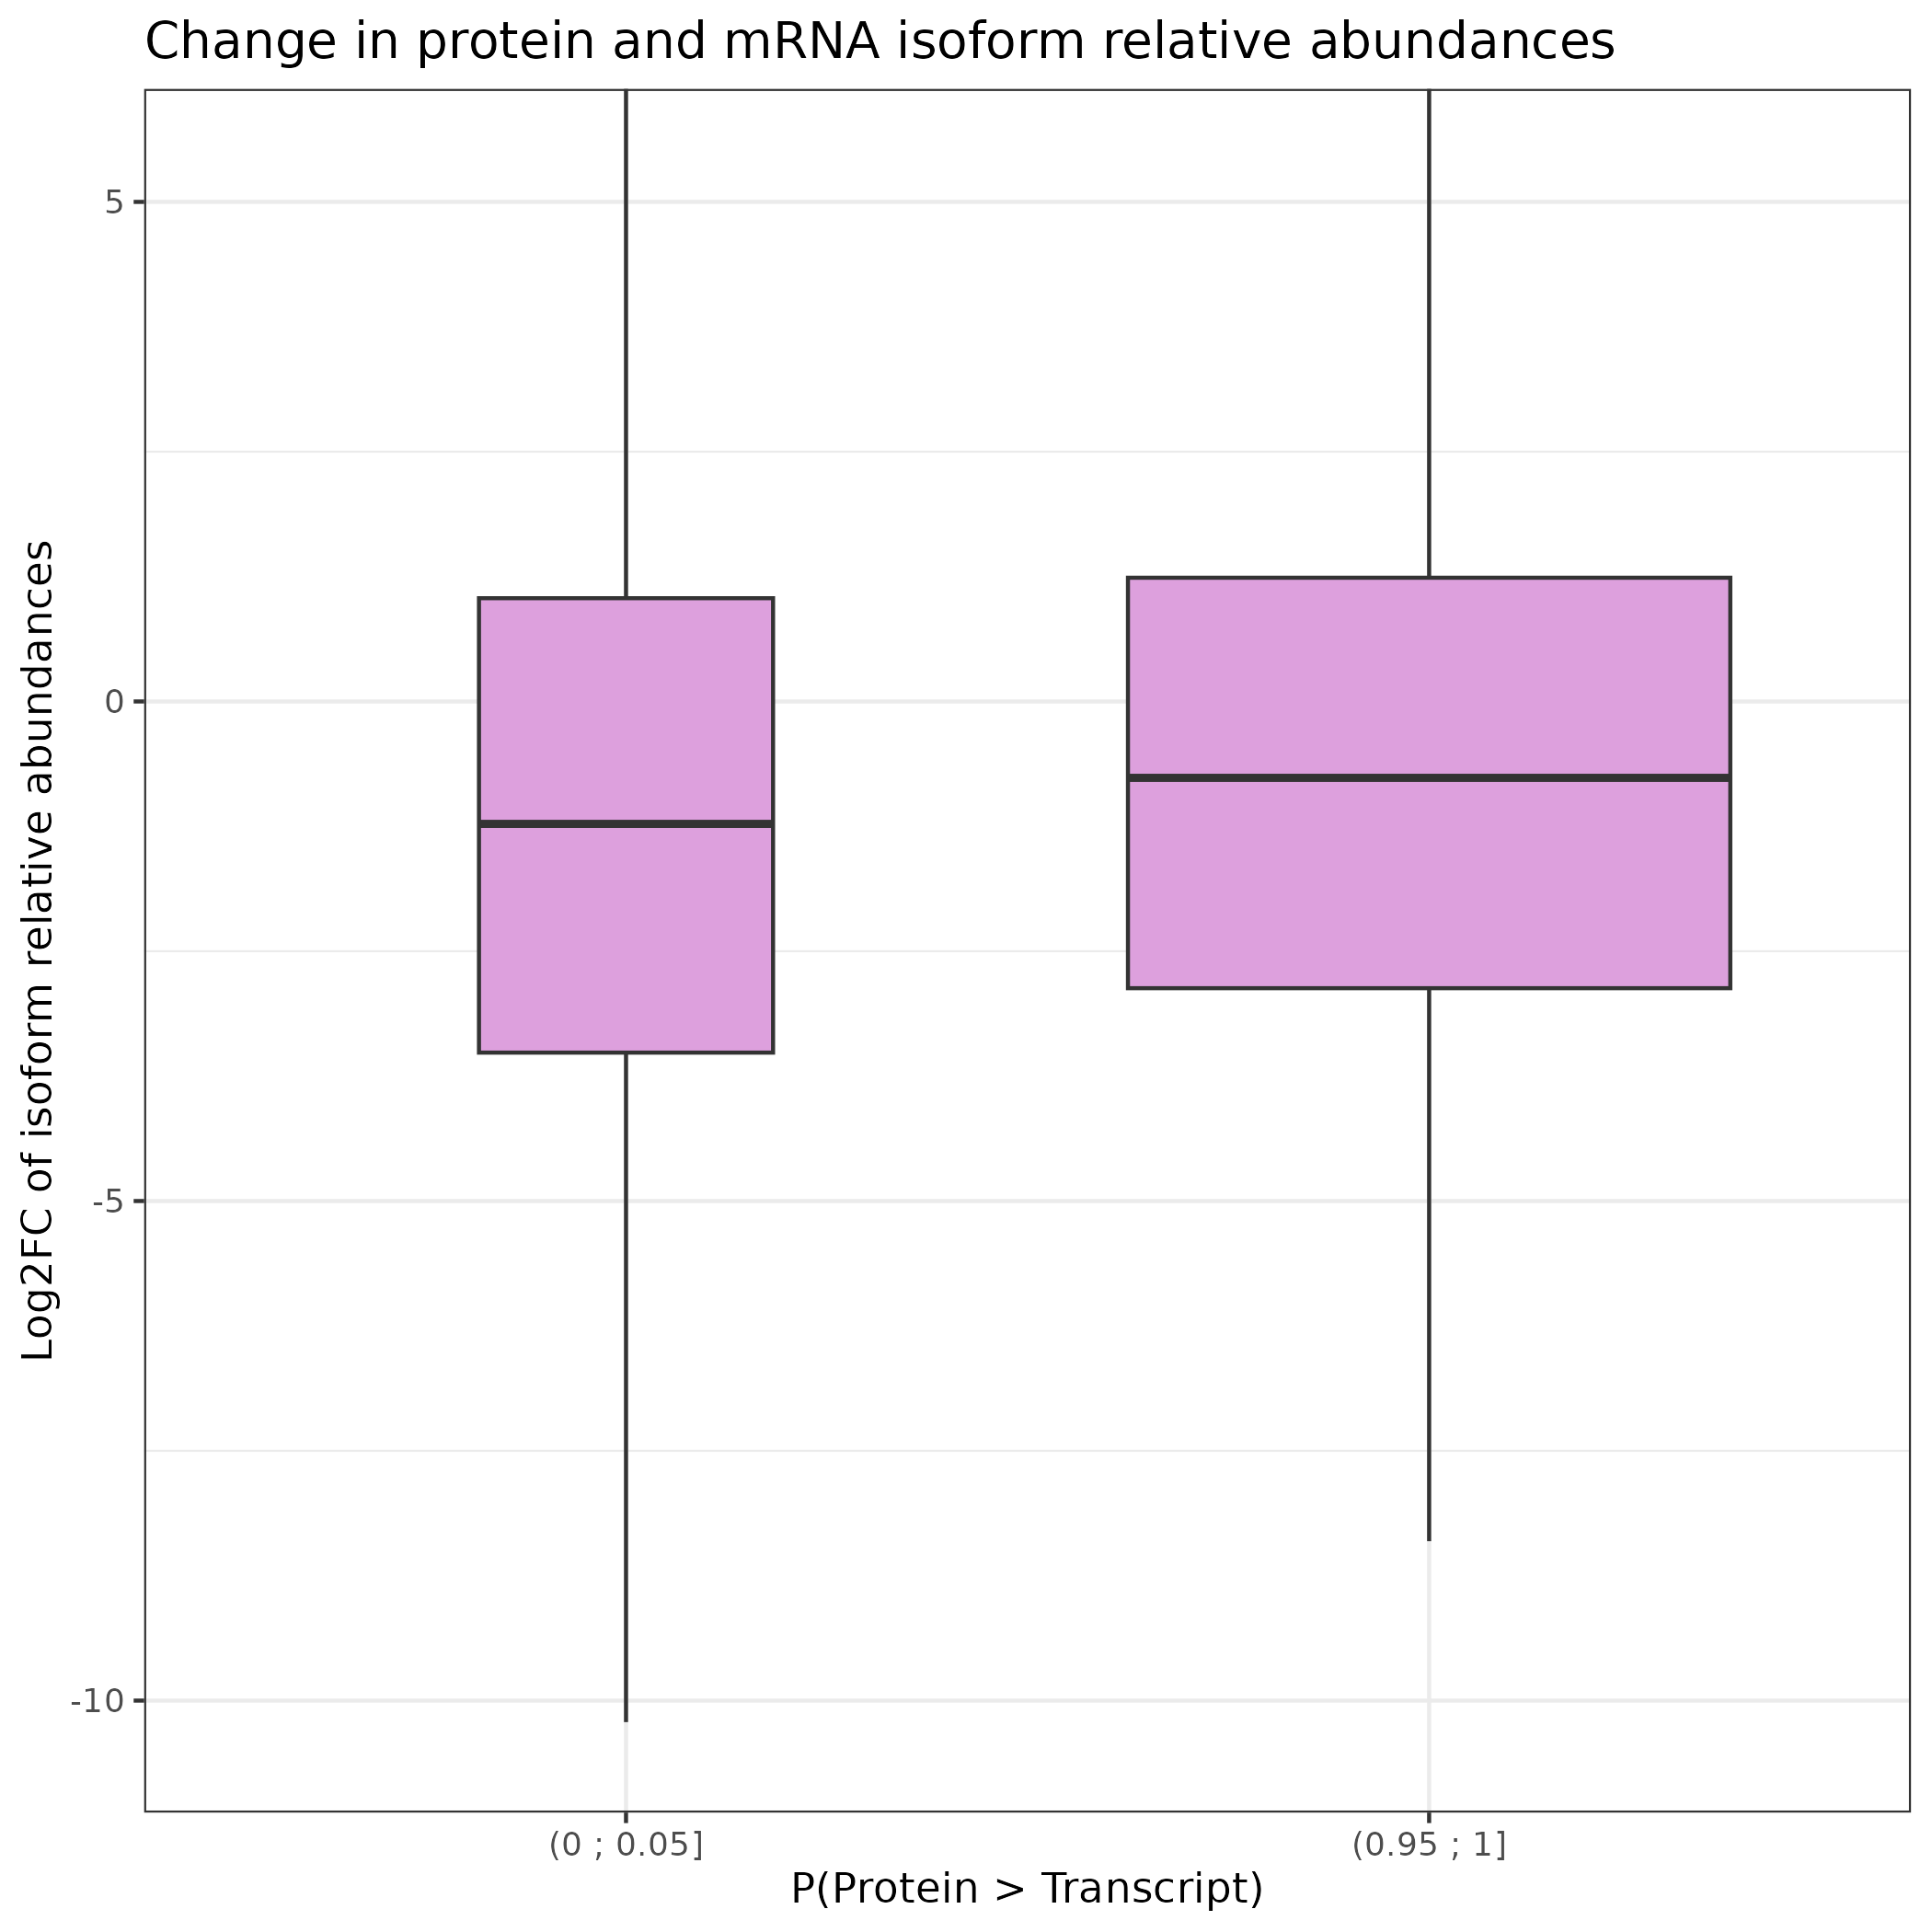 Change in protein and mRNA isoform relative abundances
Log2FC of isoform relative abundances
5
0
-5
-10
(0 ; 0.05]
(0.95 ; 1]
P(Protein > Transcript)